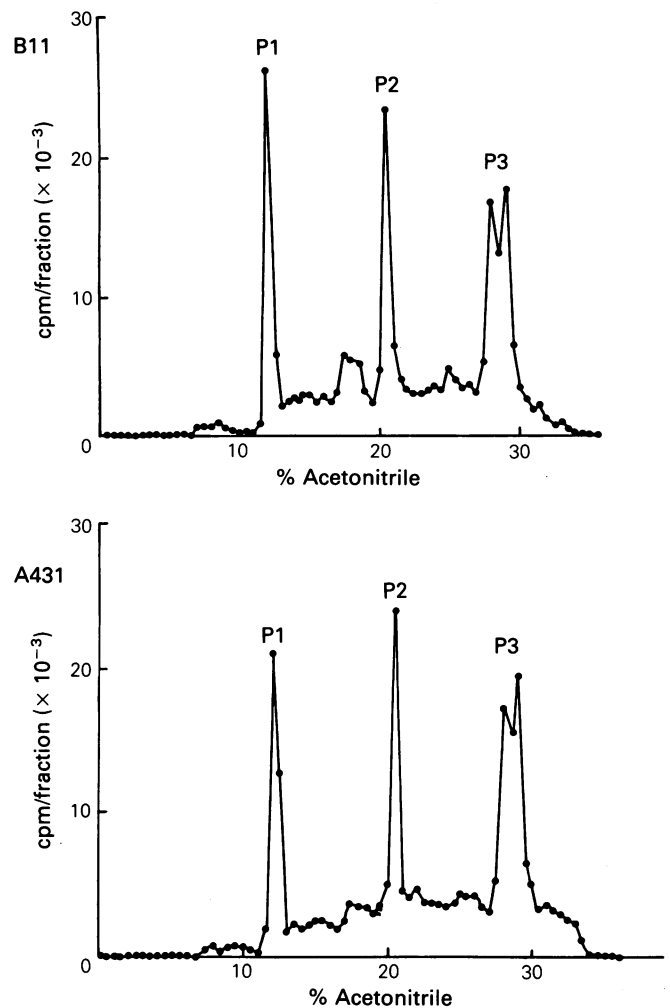 B11
30
20
10
0
cpm/fraction (× 10⁻³)
P1
P2
P3
10
20
30
% Acetonitrile
A431
30
20
10
0
cpm/fraction (× 10⁻³)
P1
P2
P3
10
20
30
% Acetonitrile